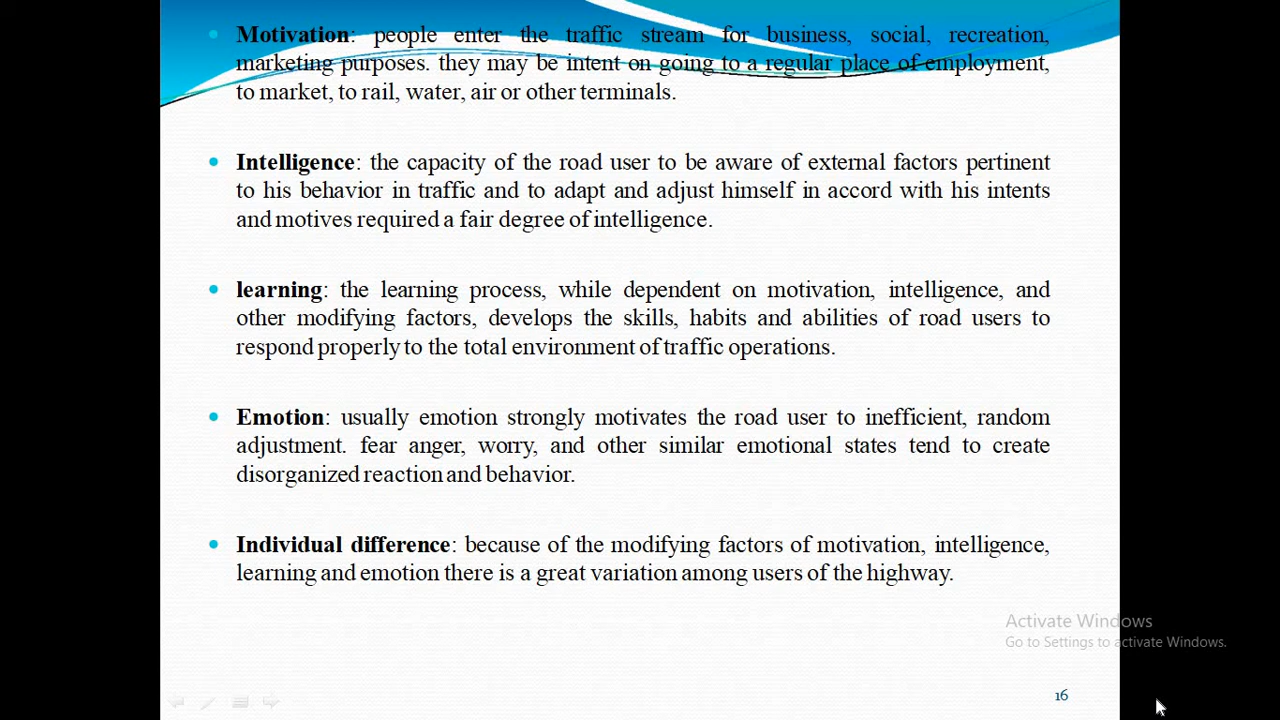 Motivation: people enter the traffic stream for business, social, recreation,
marketing purposes. they may be intent on going to a regular place of employment,
to market, to rail, water, air or other terminals.
Intelligence: the capacity of the road user to be aware of external factors pertinent
to his behavior in traffic and to adapt and adjust himself in accord with his intents
and motives required a fair degree of intelligence.
learning: the learning process, while dependent on motivation, intelligence, and
other modifying factors, develops the skills, habits and abilities of road users to
respond properly to the total environment of traffic operations.
Emotion: usually emotion strongly motivates the road user to inefficient, random
adjustment. fear anger, worry, and other similar emotional states tend to create
disorganized reaction and behavior.
Individual difference: because of the modifying factors of motivation, intelligence,
learning and emotion there is a great variation among users of the highway.
Activate Windows
Go to Settings to activate Windows.
16